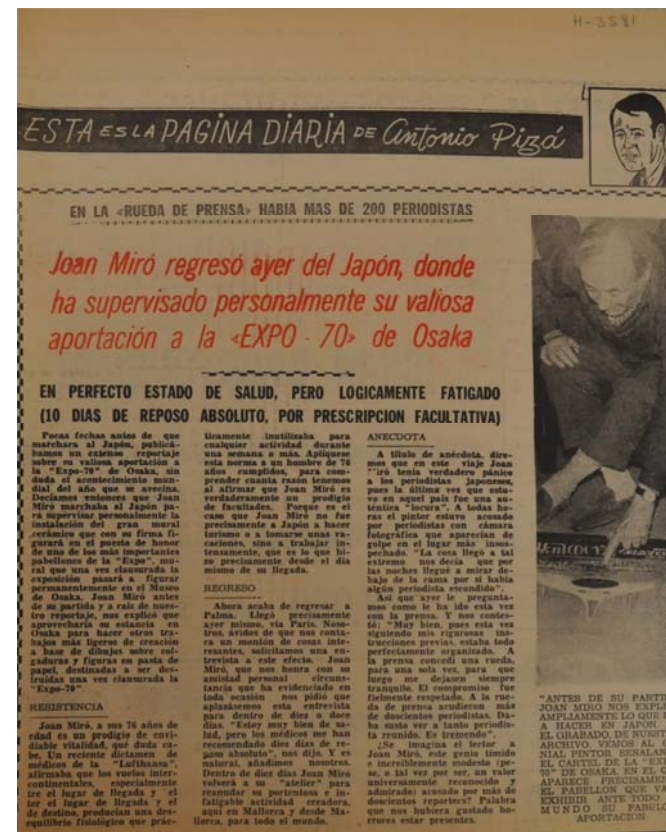 H-3581
ESTA ES LA PAGINA DIARIA DE Antonio Pizá
EN LA «RUEDA DE PRENSA» HABIA MAS DE 200 PERIODISTAS
Joan Miró regresó ayer del Japón, donde
ha supervisado personalmente su valiosa
aportación a la «EXPO - 70» de Osaka
EN PERFECTO ESTADO DE SALUD, PERO LOGICAMENTE FATIGADO
(10 DIAS DE REPOSO ABSOLUTO, POR PRESCRIPCION FACULTATIVA)
Pocas fechas antes de que
marchara al Japón, publicá-
bamos un extenso reportaje
sobre su valiosa aportación a
la "Expo-70" de Osaka, sin
duda el acontecimiento mun-
dial del año que se avecina.
Decíamos entonces que Joan
Miró marchaba al Japón pa-
ra supervisar personalmente la
instalación del gran mural
cerámico que con su firma fi-
gurará en el puesto de honor
de uno de los más importantes
pabellones de la "Expo", mu-
ral que una vez clausurada la
exposición pasará a figurar
permanentemente en el Museo
de Osaka. Joan Miró antes
de su partida y a raíz de nues-
tro reportaje, nos explicó que
aprovecharía su estancia en
Osaka para hacer otros tra-
bajos más ligeros de creación
a base de dibujos sobre col-
gaduras y figuras en pasta de
papel, destinadas a ser des-
truidas una vez clausurada la
"Expo-70"
RESISTENCIA
Joan Miró, a sus 76 años de
edad es un prodigio de envi-
diable vitalidad, qué duda ca-
be. Un reciente dictamen de
médicos de la "Lufthansa",
afirmaba que los vuelos inter-
continentales, especialmente
tre el lugar de llegada y el
ter el lugar de llegada y el
de destino, producían una des-
equilibrio fisiológico que prác-
ticamente inutilizaba para
cualquier actividad durante
una semana o más. Aplíquese
esta norma a un hombre de 76
años cumplidos, para com-
prender cuanta razón tenemos
al afirmar que Joan Miró es
verdaderamente un prodigio
de facultades. Porque es el
caso que Joan Miró no fue
precisamente a Japón a hacer
turismo o a tomarse unas va-
caciones, sino a trabajar in-
tensamente, que es lo que hi-
zo precisamente desde el día
mismo de su llegada.
REGRESO
Ahora acaba de regresar a
Palma. Llegó precisamente
ayer mismo, vía París. Noso-
tros, ávidos de que nos conta-
ra un montón de cosas inte-
resantes, solicitamos una en-
trevista a este efecto. Joan
Miró, que nos honra con su
amistad personal circuns-
tancia que ha evidenciado en
toda ocasión nos pidió que
aplazásemos esta entrevista
para dentro de diez o doce
días. "Estoy muy bien de sa-
lud, pero los médicos me han
recomendado diez días de re-
paso absoluto", nos dijo. Y es
natural, añadimos nosotros.
Dentro de diez días Joan Miró
volverá a su "atelier" para
reanudar su portentosa e in-
fatigable actividad creadora,
aquí en Mallorca y desde Ma-
llorca, para todo el mundo.
ANECDOTA
A título de anécdota, dire-
mos que en este viaje Joan
iró tenía verdadero pánico
a los periodistas japoneses,
pues la última vez que estu-
vo en aquel país fue una au-
téntica "locura". A todas ho-
ras el pintor estuvo acosado
por periodistas con cámara
fotográfica que aparecían de
golpe en el lugar más insos-
pechado. "La cosa llegó a tal
extremo nos decía que por
las noches llegué a mirar de-
bajo de la cama por si había
algún periodista escondido".
Así que ayer le pregunta-
mos como le ha ido esta vez
con la prensa. Y nos contes-
tó: "Muy bien, pues esta vez
siguiendo mis rigurosas ins-
trucciones previas, estaba todo
perfectamente organizado. A
la prensa concedí una rueda,
para una sola vez, para que
luego me dejasen siempre
tranquilo. El compromiso fue
fielmente respetado. A la rue-
da de prensa acudieron más
de doscientos periodistas. Da-
ba susto ver a tanto periodis-
ta reunido. Es tremendo".
¿Se imagina el lector a
Joan Miró, este genio tímido
e increíblemente modesto (pe-
se, o tal vez por ser, un valor
universalmente reconocido y
admirado) acosado por más de
doscientos reporters? Palabra
que nos hubiera gustado ho-
rrores estar presentes.
"ANTES DE SU PARTID
JOAN MIRO NOS EXPLI
AMPLIAMENTE LO QUE I
A HACER EN JAPON
EL GRABADO, DE NUEST
ARCHIVO, VEMOS AL G
NIAL PINTOR SEÑALAN
EL CARTEL DE LA "EX
70" DE OSAKA. EN EL C
APARECE PRECISAMEN
EL PABELLON QUE VA
EXHIBIR ANTE TODO
MUNDO SU FABUL
APORTACION